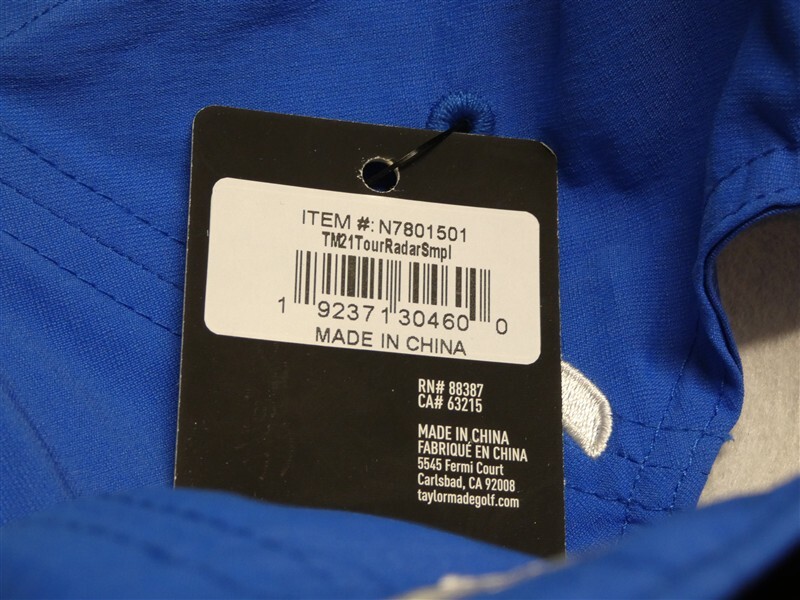 ITEM #: N7801501
TM21TourRadarSmpl
1 92371 30460 0
MADE IN CHINA
RN# 88387
CA# 63215
MADE IN CHINA
FABRIQUÉ EN CHINA
5545 Fermi Court
Carlsbad, CA 92008
taylormadegolf.com